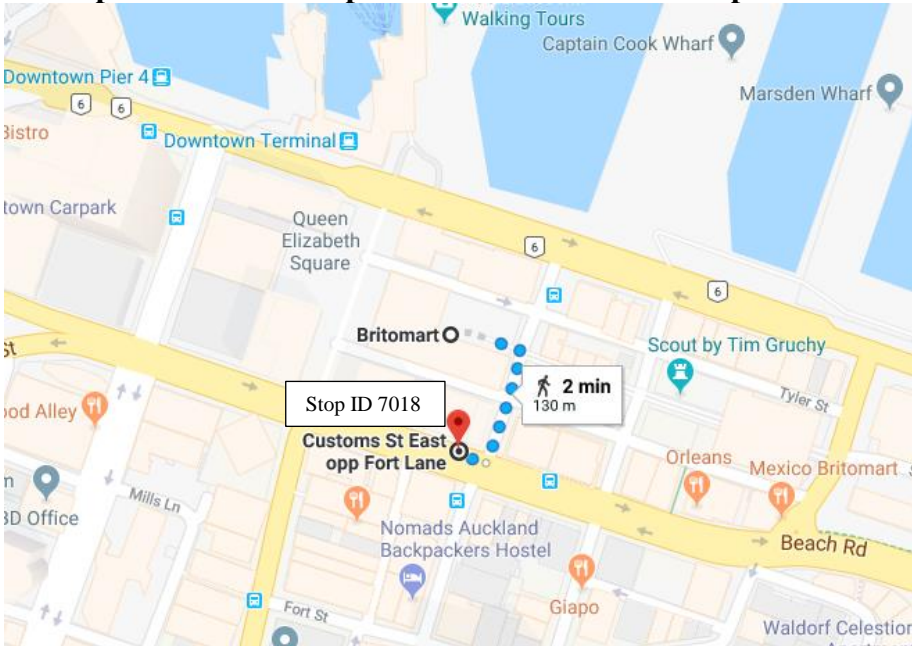 Walking Tours
Captain Cook Wharf
Downtown Pier 4
Marsden Wharf
6
6
Bistro
Downtown Terminal
town Carpark
Queen
Elizabeth
Square
6
6
Britomart
St
Scout by Tim Gruchy
2 min
130 m
Stop ID 7018
Tyler St
ood Alley
Customs St East
opp Fort Lane
Orleans
Mexico Britomart
Mills Ln
BD Office
Nomads Auckland
Backpackers Hostel
Beach Rd
Giapo
Fort St
Waldorf Celestion